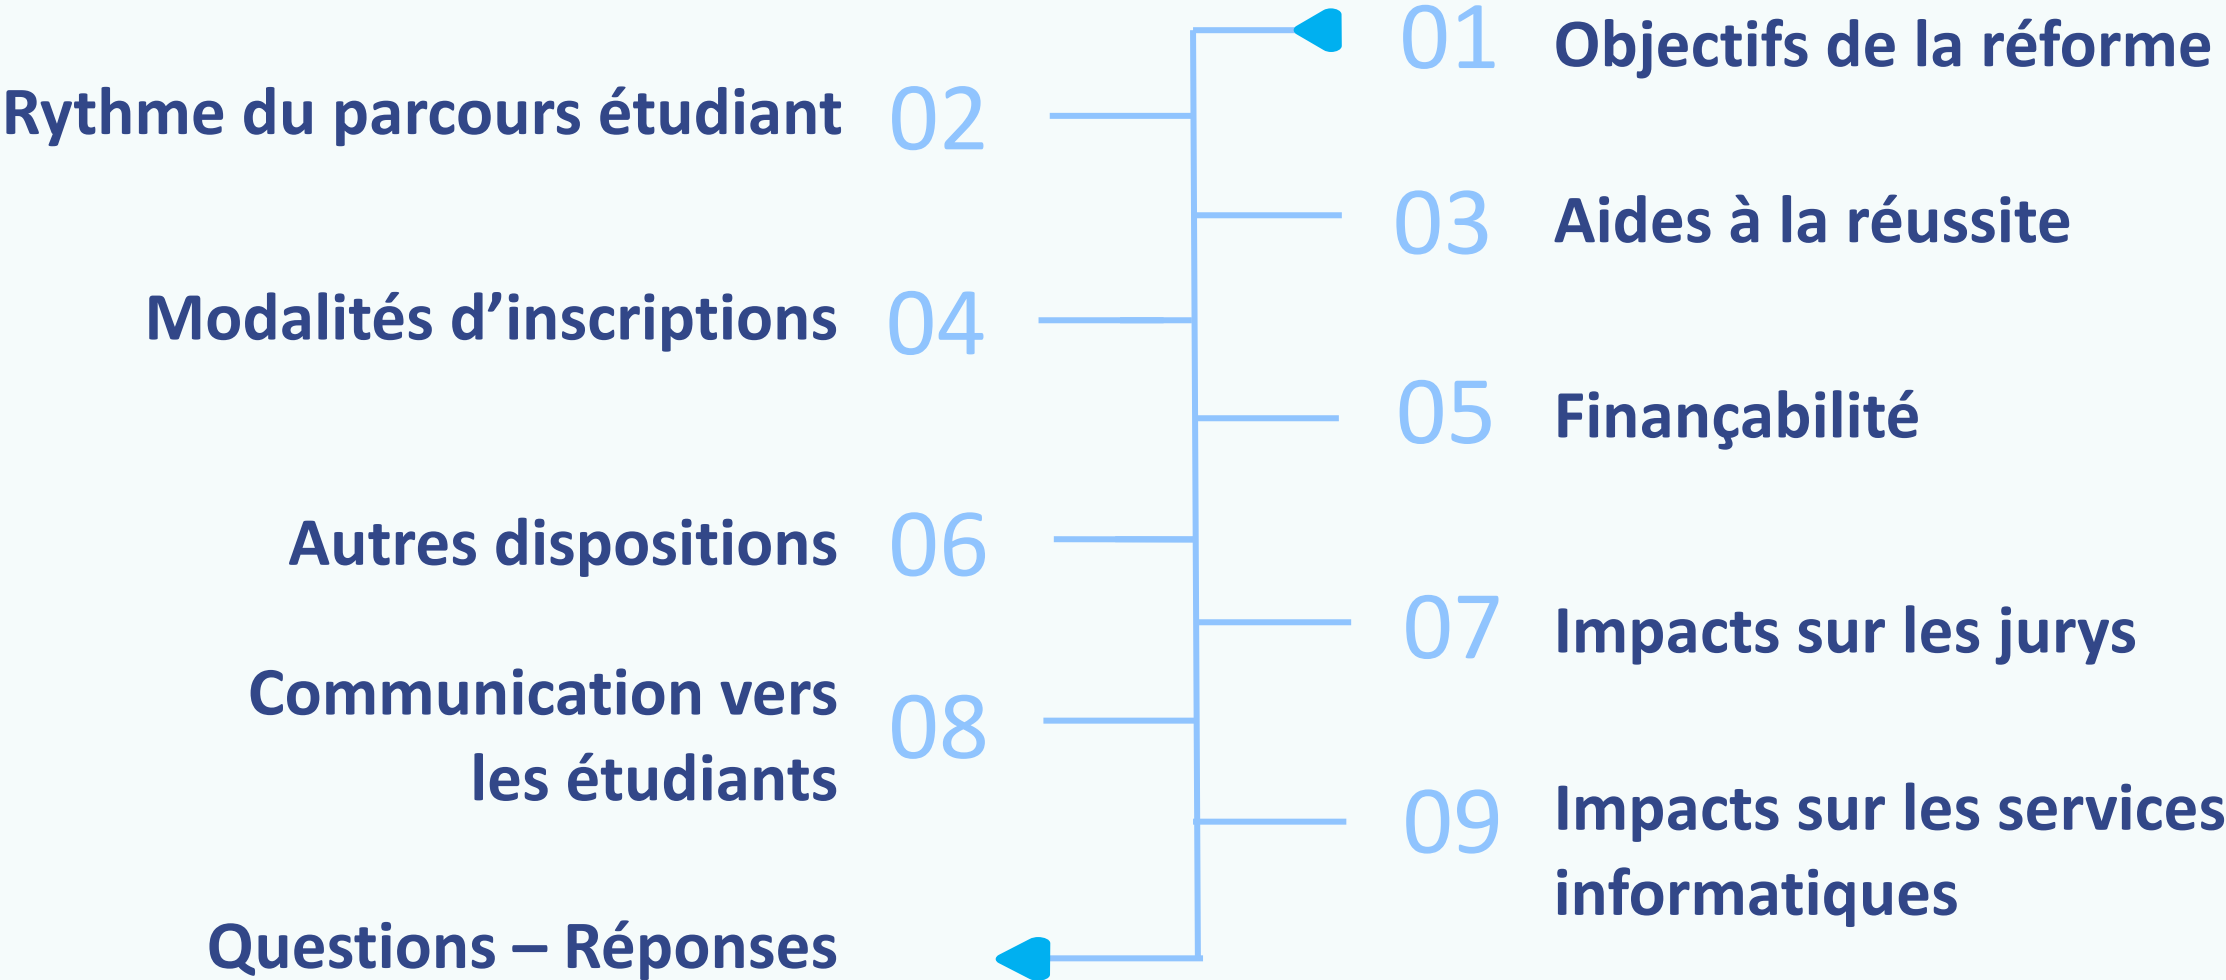 01 Objectifs de la réforme
Rythme du parcours étudiant 02
03 Aides à la réussite
Modalités d’inscriptions 04
05 Finançabilité
Autres dispositions 06
07 Impacts sur les jurys
Communication vers
les étudiants
08
09
Impacts sur les services
informatiques
Questions – Réponses